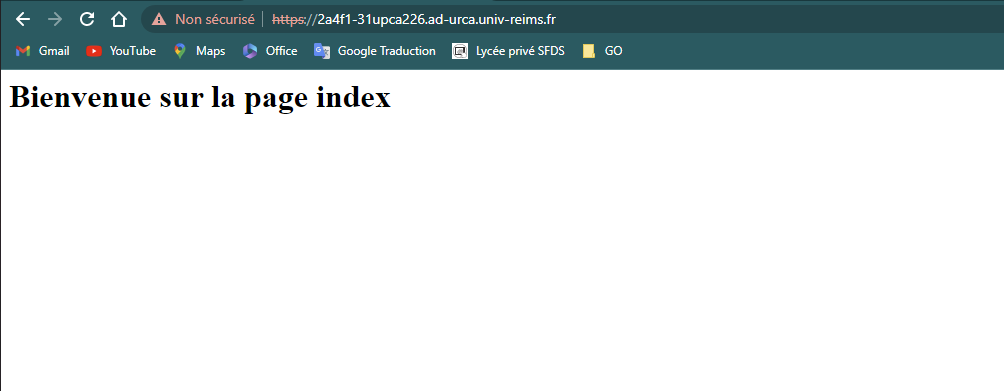 Non sécurisé | https://2a4f1-31upca226.ad-urca.univ-reims.fr
Gmail YouTube Maps Office Google Traduction Lycée privé SFDS GO
Bienvenue sur la page index